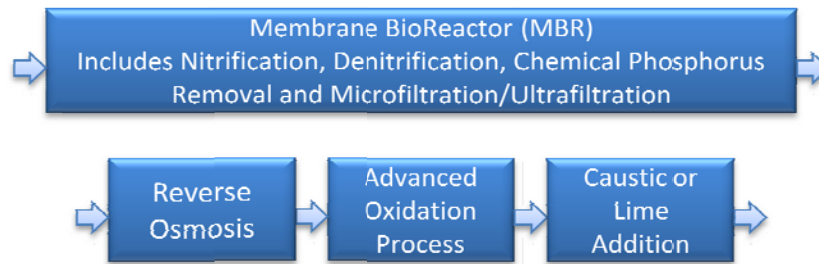 Membrane BioReactor (MBR)
Includes Nitrification, Denitrification, Chemical Phosphorus
Removal and Microfiltration/Ultrafiltration
Reverse
Osmosis
Advanced
Oxidation
Process
Caustic or
Lime
Addition